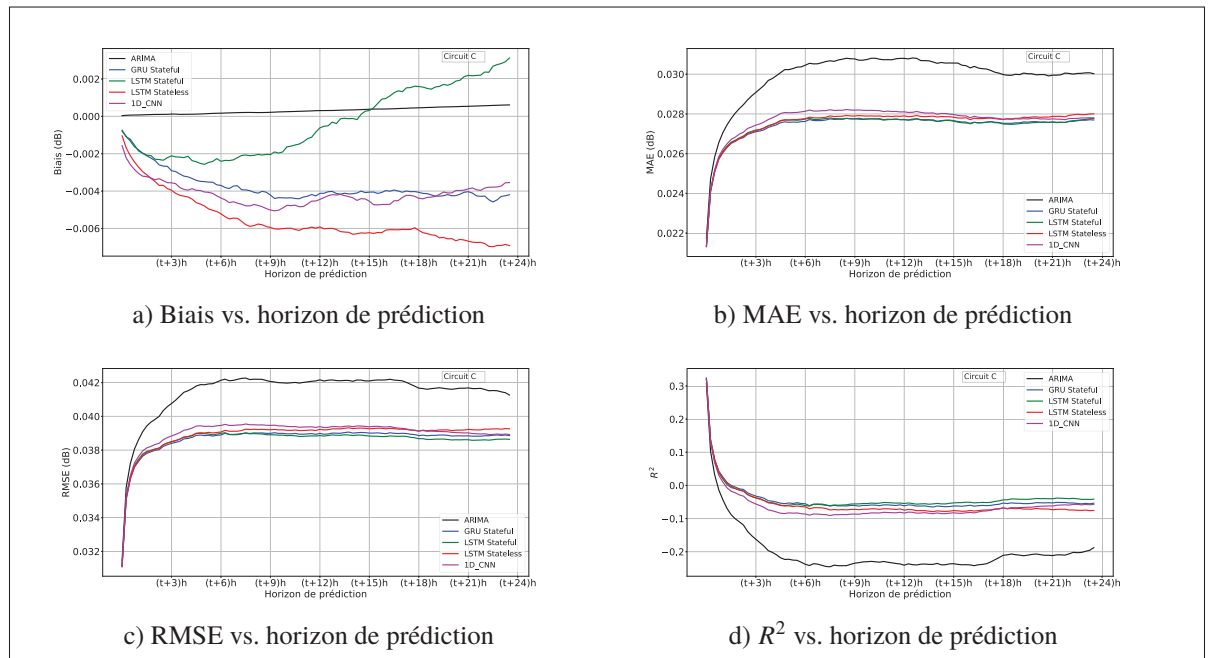 Circuit C
ARIMA
GRU Stateful
LSTM Stateful
LSTM Stateless
1D_CNN
0.002
0.000
−0.002
−0.004
−0.006
Biais (dB)
(t+3)h (t+6)h (t+9)h (t+12)h (t+15)h (t+18)h (t+21)h (t+24)h
Horizon de prédiction
a) Biais vs. horizon de prédiction
Circuit C
0.030
0.028
0.026
0.024
0.022
MAE (dB)
ARIMA
GRU Stateful
LSTM Stateful
LSTM Stateless
1D_CNN
(t+3)h (t+6)h (t+9)h (t+12)h (t+15)h (t+18)h (t+21)h (t+24)h
Horizon de prédiction
b) MAE vs. horizon de prédiction
Circuit C
0.042
0.040
0.038
0.036
0.034
0.032
RMSE (dB)
ARIMA
GRU Stateful
LSTM Stateful
LSTM Stateless
1D_CNN
(t+3)h (t+6)h (t+9)h (t+12)h (t+15)h (t+18)h (t+21)h (t+24)h
Horizon de prédiction
c) RMSE vs. horizon de prédiction
Circuit C
ARIMA
GRU Stateful
LSTM Stateful
LSTM Stateless
1D_CNN
0.3
0.2
0.1
0.0
−0.1
−0.2
R²
(t+3)h (t+6)h (t+9)h (t+12)h (t+15)h (t+18)h (t+21)h (t+24)h
Horizon de prédiction
d) R² vs. horizon de prédiction